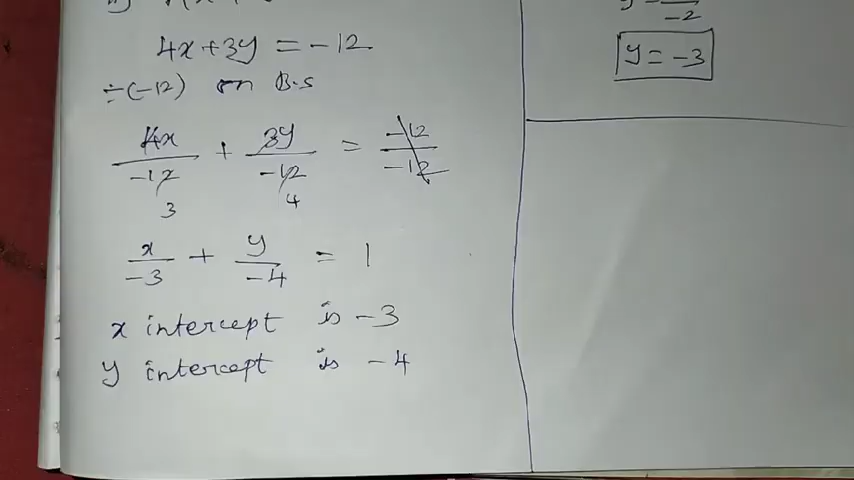 4x + 3y = -12
÷(-12) on B.S
4x/-12 + 3y/-12 = -12/-12
3 4
x/-3 + y/-4 = 1
x intercept is -3
y intercept is -4
-2
y = -3